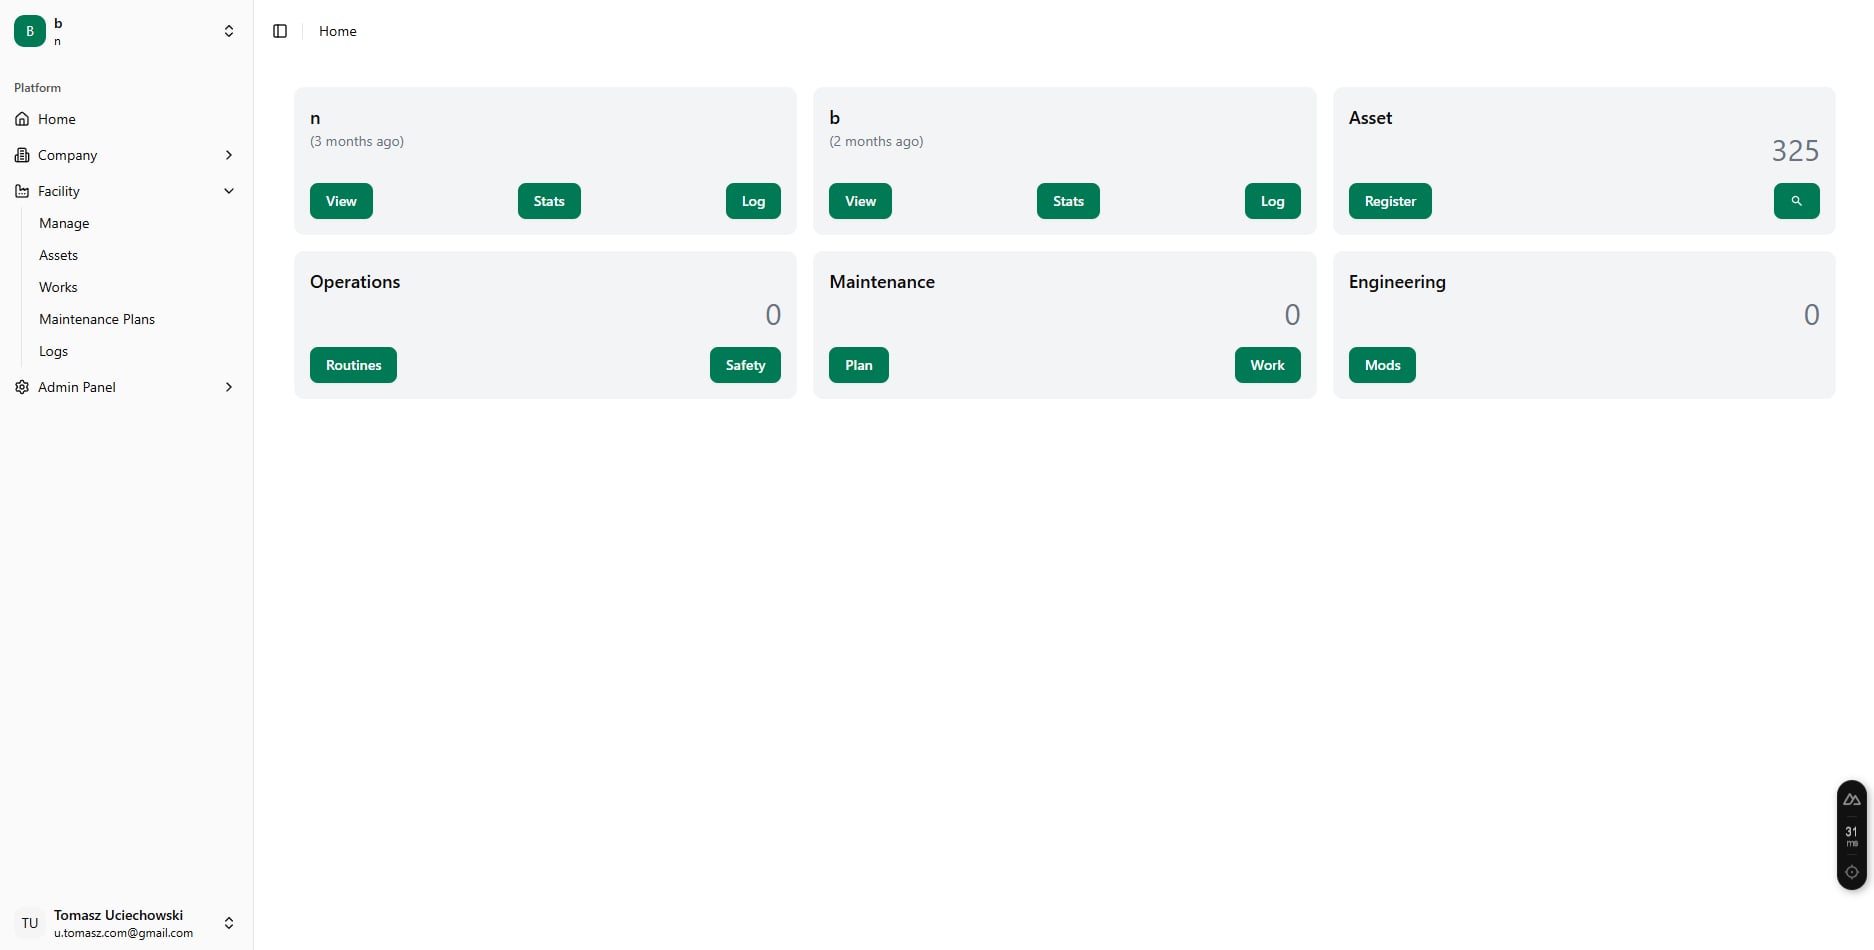 B
b
n
Platform
Home
Company
Facility
Manage
Assets
Works
Maintenance Plans
Logs
Admin Panel
TU
Tomasz Uciechowski
u.tomasz.com@gmail.com
Home
n
(3 months ago)
View Stats Log
b
(2 months ago)
View Stats Log
Asset
325
Register
Operations
0
Routines Safety
Maintenance
0
Plan Work
Engineering
0
Mods
31
ms